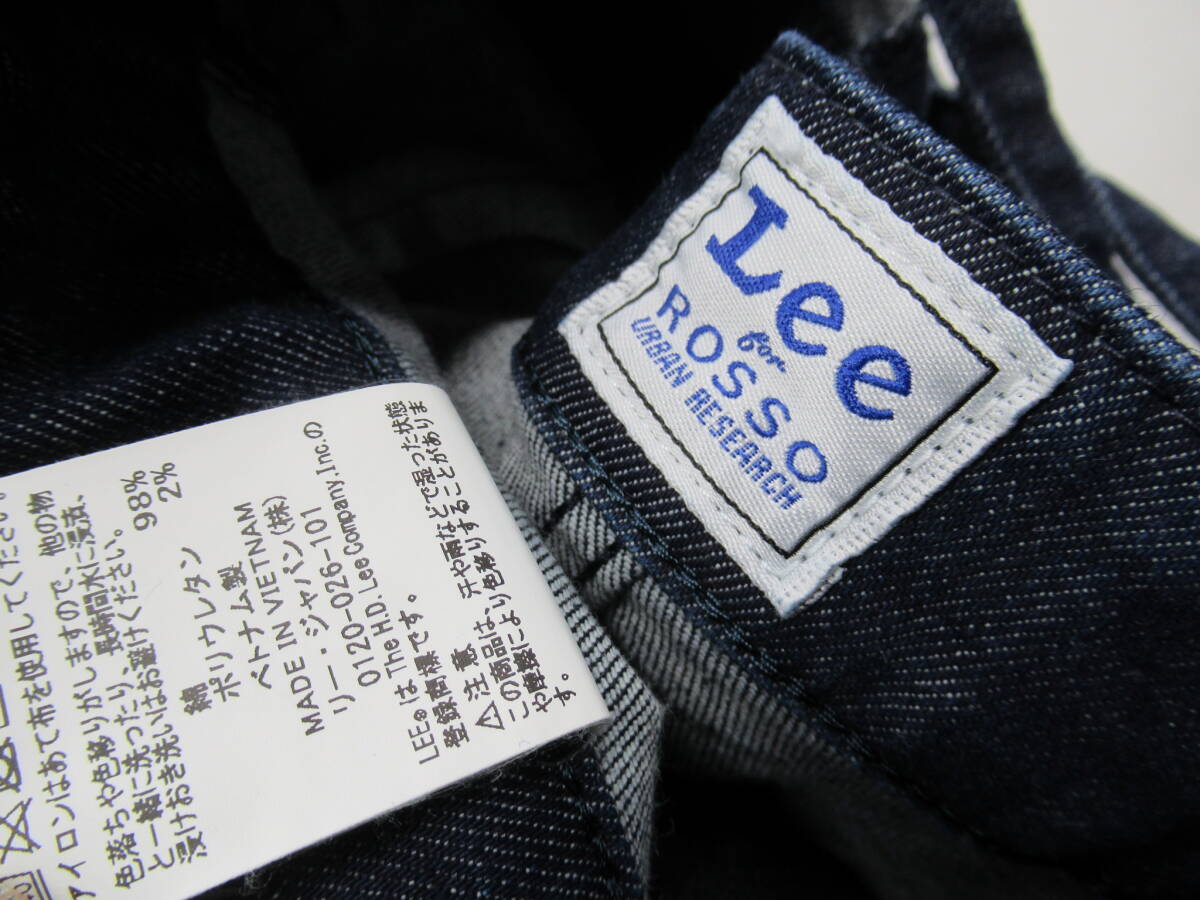 Lee
for
ROSSO
URBAN RESEARCH
アイロンはあて布を使用してください。
色落ちや色移りがしますので、他の物
と一緒に洗ったり、長時間水に浸漬、
浸けおき洗いはお避けください。
綿 98%
ポリウレタン 2%
ベトナム製
MADE IN VIETNAM
リー・ジャパン(株)
0120-026-101
LEE®は The H.D. Lee Company,Inc.の
登録商標です。
⚠注意
この商品は、汗や雨などで湿った状態
や摩擦により色移りすることがありま
す。